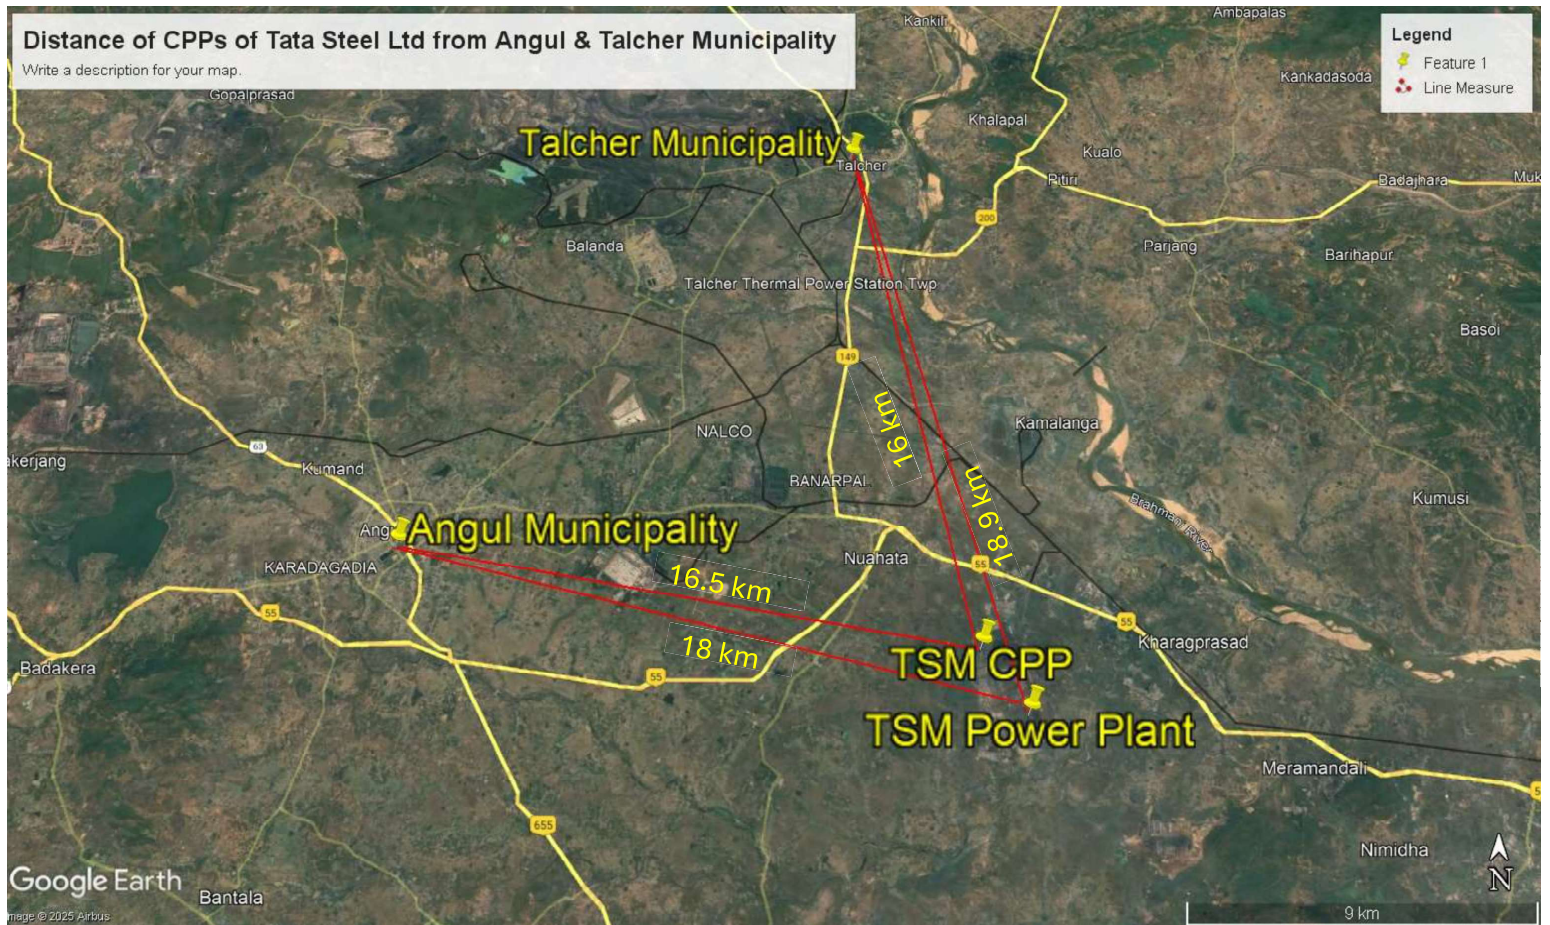 Distance of CPPs of Tata Steel Ltd from Angul & Talcher Municipality
Write a description for your map.
Legend
Feature 1
Line Measure
Kankili
Ambapalas
Kankadasoda
Gopalprasad
Khalapal
Talcher Municipality
Talcher
Kualo
Pitiri
Badajhara
Muk
200
Balanda
Parjang
Barihapur
Talcher Thermal Power Station Twp
Basoi
149
16 km
Kamalanga
NALCO
63
akerjang
Kumand
BANARPAL
18.9 km
Kumusi
Brahmani River
Ang
Angul Municipality
Nuahata
55
KARADAGADIA
16.5 km
55
55
18 km
Kharagprasad
TSM CPP
Badakera
55
TSM Power Plant
Meramandali
5
655
Nimidha
Google Earth
Bantala
N
mage © 2025 Airbus
9 km